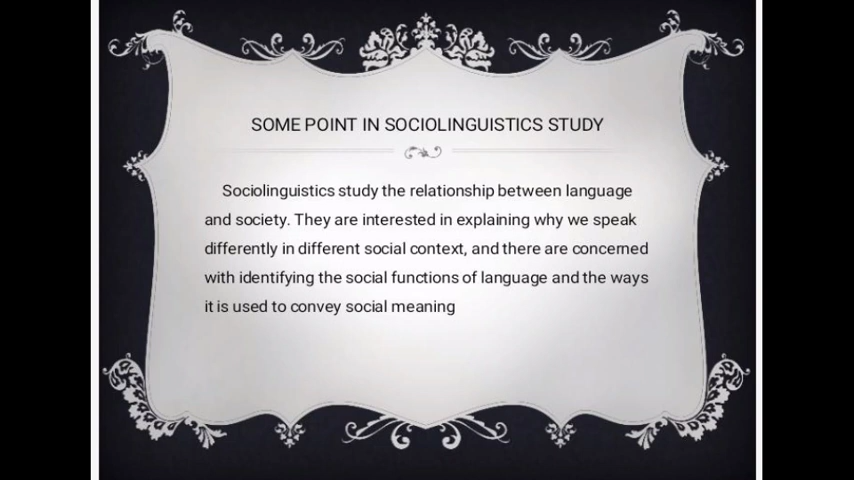 SOME POINT IN SOCIOLINGUISTICS STUDY
Sociolinguistics study the relationship between language
and society. They are interested in explaining why we speak
differently in different social context, and there are concerned
with identifying the social functions of language and the ways
it is used to convey social meaning